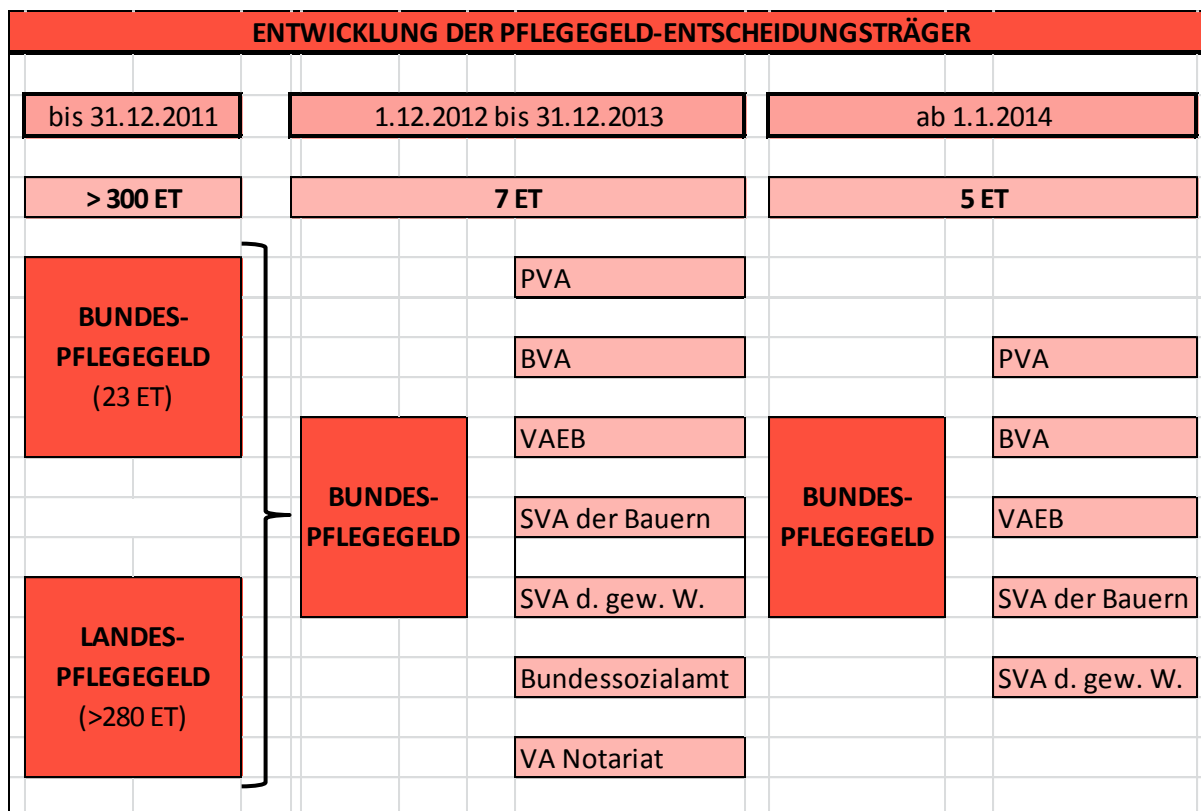 ENTWICKLUNG DER PFLEGEGELD-ENTSCHEIDUNGSTRÄGER
bis 31.12.2011
1.12.2012 bis 31.12.2013
ab 1.1.2014
> 300 ET
7 ET
5 ET
BUNDES-
PFLEGEGELD
(23 ET)
LANDES-
PFLEGEGELD
(>280 ET)
BUNDES-
PFLEGEGELD
PVA
BVA
VAEB
SVA der Bauern
SVA d. gew. W.
Bundessozialamt
VA Notariat
BUNDES-
PFLEGEGELD
PVA
BVA
VAEB
SVA der Bauern
SVA d. gew. W.